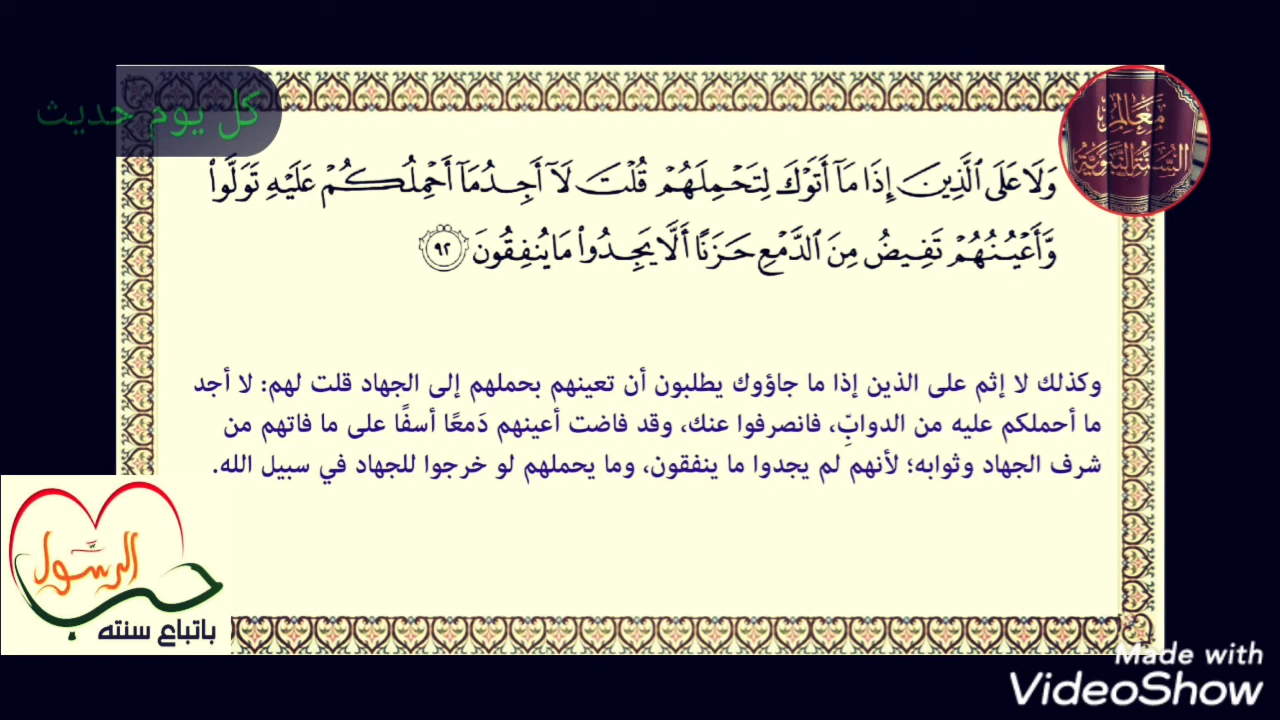 كل يوم حديث
معالم
السنة النبوية
وَلَا عَلَى ٱلَّذِينَ إِذَا مَآ أَتَوۡكَ لِتَحۡمِلَهُمۡ قُلۡتَ لَآ أَجِدُ مَآ أَحۡمِلُكُمۡ عَلَيۡهِ تَوَلَّواْ
وَّأَعۡيُنُهُمۡ تَفِيضُ مِنَ ٱلدَّمۡعِ حَزَنًا أَلَّا يَجِدُواْ مَا يُنفِقُونَ ٩٢
وكذلك لا إثم على الذين إذا ما جاؤوك يطلبون أن تعينهم بحملهم إلى الجهاد قلت لهم: لا أجد
ما أحملكم عليه من الدوابِّ، فانصرفوا عنك، وقد فاضت أعينهم دَمعًا أسفًا على ما فاتهم من
شرف الجهاد وثوابه؛ لأنهم لم يجدوا ما ينفقون، وما يحملهم لو خرجوا للجهاد في سبيل الله.
حب الرسول
باتباع سنته
Made with
VideoShow